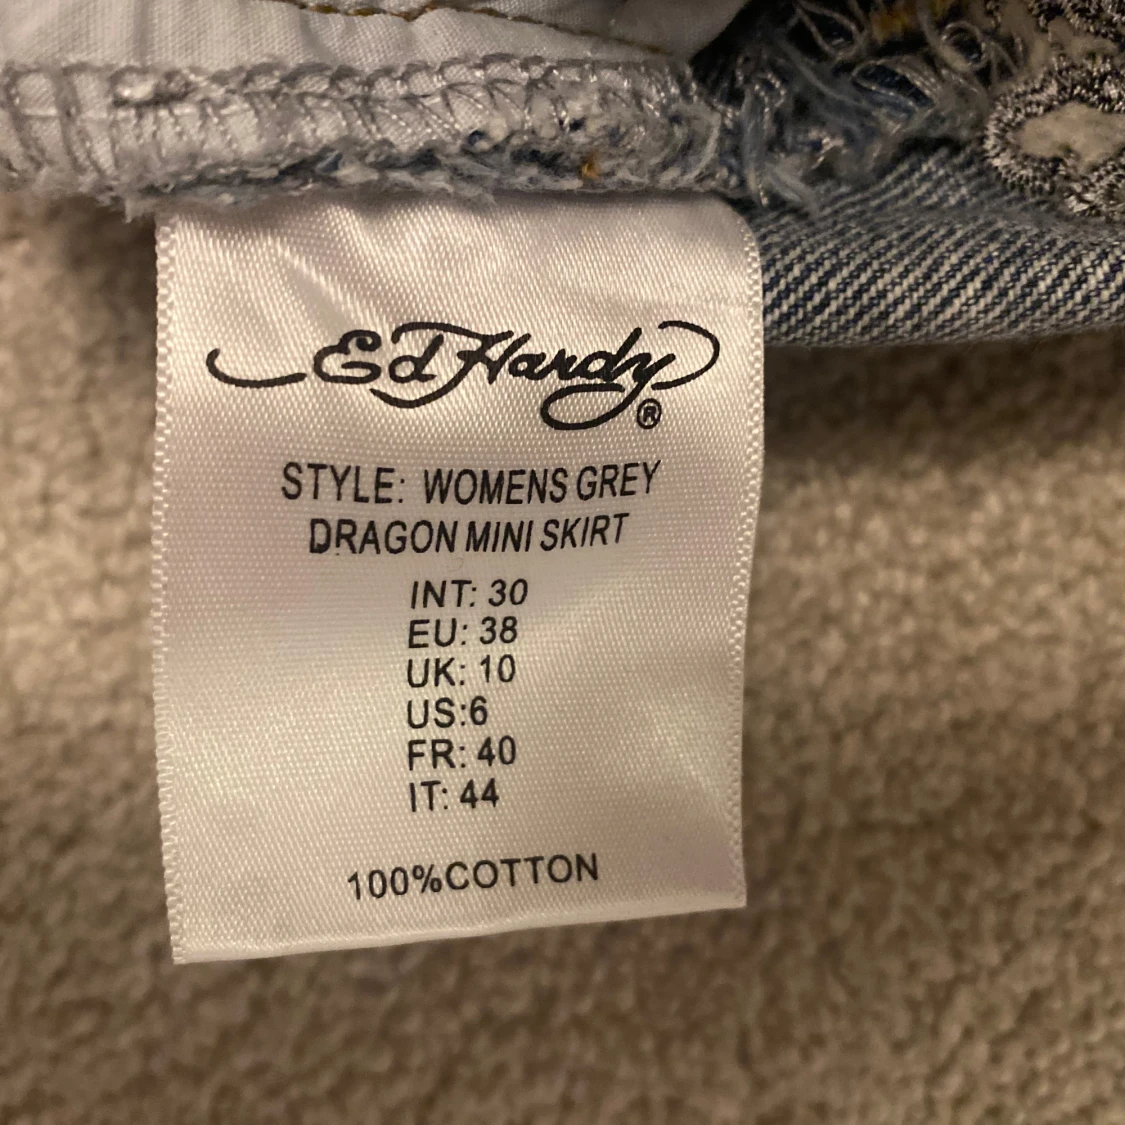 Ed Hardy®
STYLE: WOMENS GREY
DRAGON MINI SKIRT
INT: 30
EU: 38
UK: 10
US:6
FR: 40
IT: 44
100%COTTON